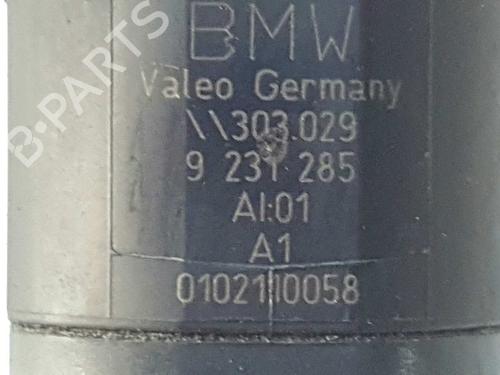 BMW
Valeo Germany
\\303.029
9 231 285
AI:01
A1
0102110058
B-PARTS